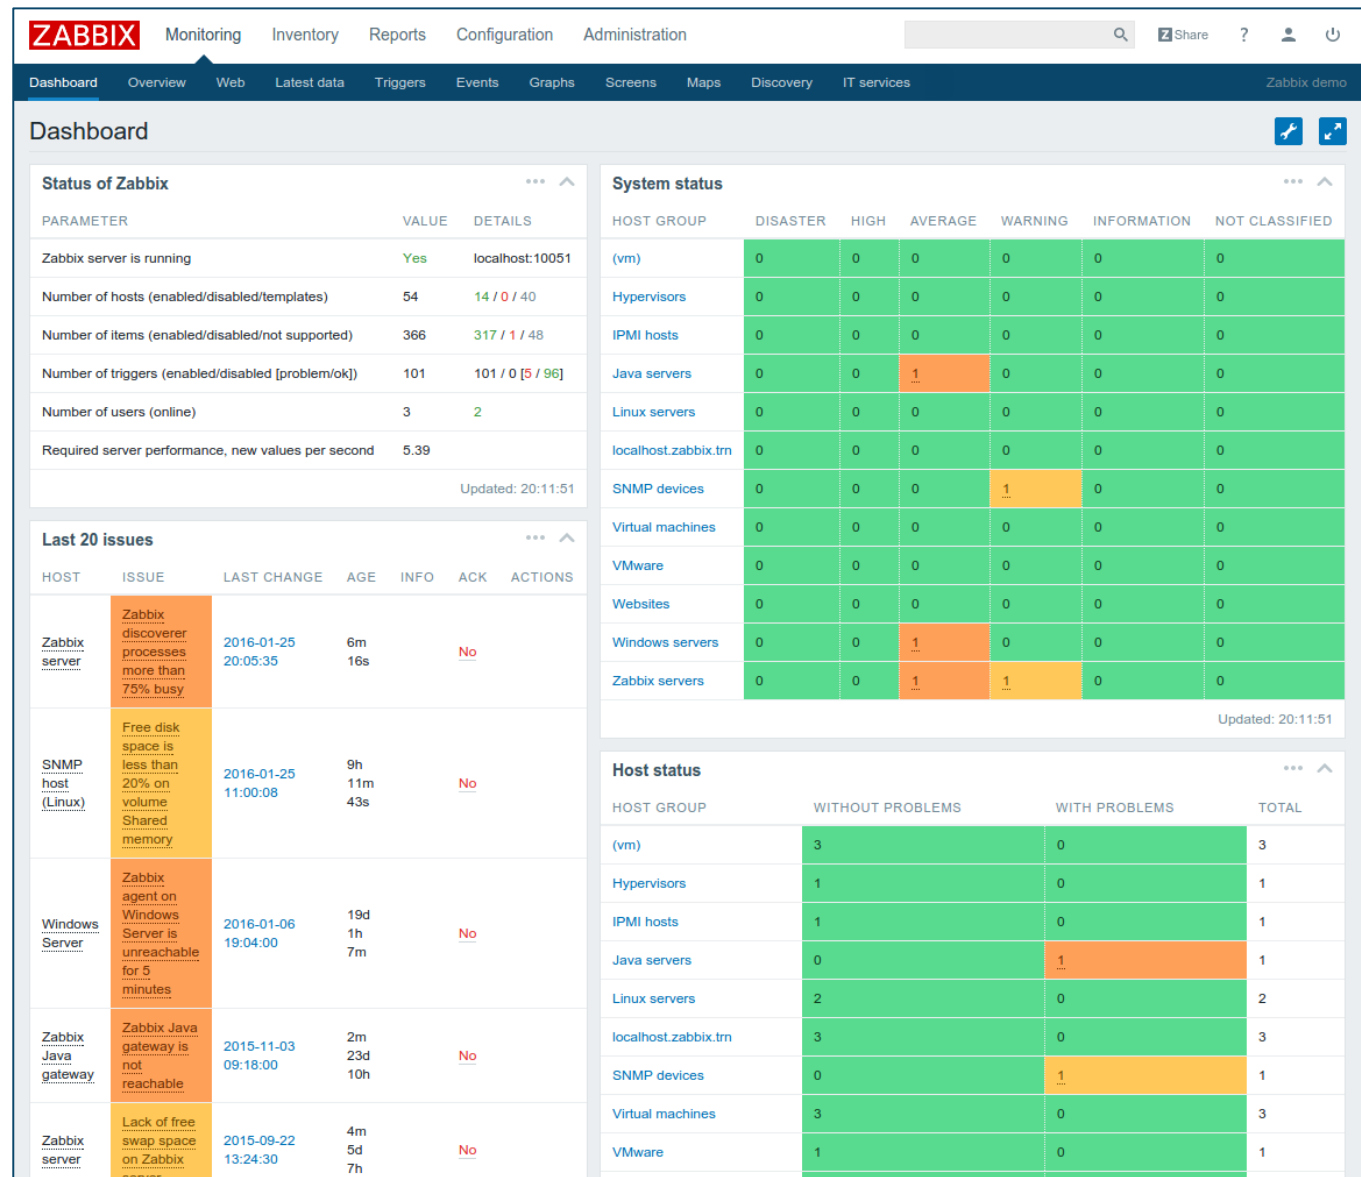 ZABBIX Monitoring Inventory Reports Configuration Administration Z Share ?
Dashboard Overview Web Latest data Triggers Events Graphs Screens Maps Discovery IT services Zabbix demo
Dashboard
Status of Zabbix
PARAMETER VALUE DETAILS
Zabbix server is running Yes localhost:10051
Number of hosts (enabled/disabled/templates) 54 14 / 0 / 40
Number of items (enabled/disabled/not supported) 366 317 / 1 / 48
Number of triggers (enabled/disabled [problem/ok]) 101 101 / 0 [5 / 96]
Number of users (online) 3 2
Required server performance, new values per second 5.39
Updated: 20:11:51
Last 20 issues
HOST ISSUE LAST CHANGE AGE INFO ACK ACTIONS
Zabbix
server
Zabbix
discoverer
processes
more than
75% busy
2016-01-25
20:05:35
6m
16s
No
SNMP
host
(Linux)
Free disk
space is
less than
20% on
volume
Shared
memory
2016-01-25
11:00:08
9h
11m
43s
No
Windows
Server
Zabbix
agent on
Windows
Server is
unreachable
for 5
minutes
2016-01-06
19:04:00
19d
1h
7m
No
Zabbix
Java
gateway
Zabbix Java
gateway is
not
reachable
2015-11-03
09:18:00
2m
23d
10h
No
Zabbix
server
Lack of free
swap space
on Zabbix
2015-09-22
13:24:30
4m
5d
7h
No
System status
HOST GROUP DISASTER HIGH AVERAGE WARNING INFORMATION NOT CLASSIFIED
(vm) 0 0 0 0 0 0
Hypervisors 0 0 0 0 0 0
IPMI hosts 0 0 0 0 0 0
Java servers 0 0 1 0 0 0
Linux servers 0 0 0 0 0 0
localhost.zabbix.trn 0 0 0 0 0 0
SNMP devices 0 0 0 1 0 0
Virtual machines 0 0 0 0 0 0
VMware 0 0 0 0 0 0
Websites 0 0 0 0 0 0
Windows servers 0 0 1 0 0 0
Zabbix servers 0 0 1 1 0 0
Updated: 20:11:51
Host status
HOST GROUP WITHOUT PROBLEMS WITH PROBLEMS TOTAL
(vm) 3 0 3
Hypervisors 1 0 1
IPMI hosts 1 0 1
Java servers 0 1 1
Linux servers 2 0 2
localhost.zabbix.trn 3 0 3
SNMP devices 0 1 1
Virtual machines 3 0 3
VMware 1 0 1